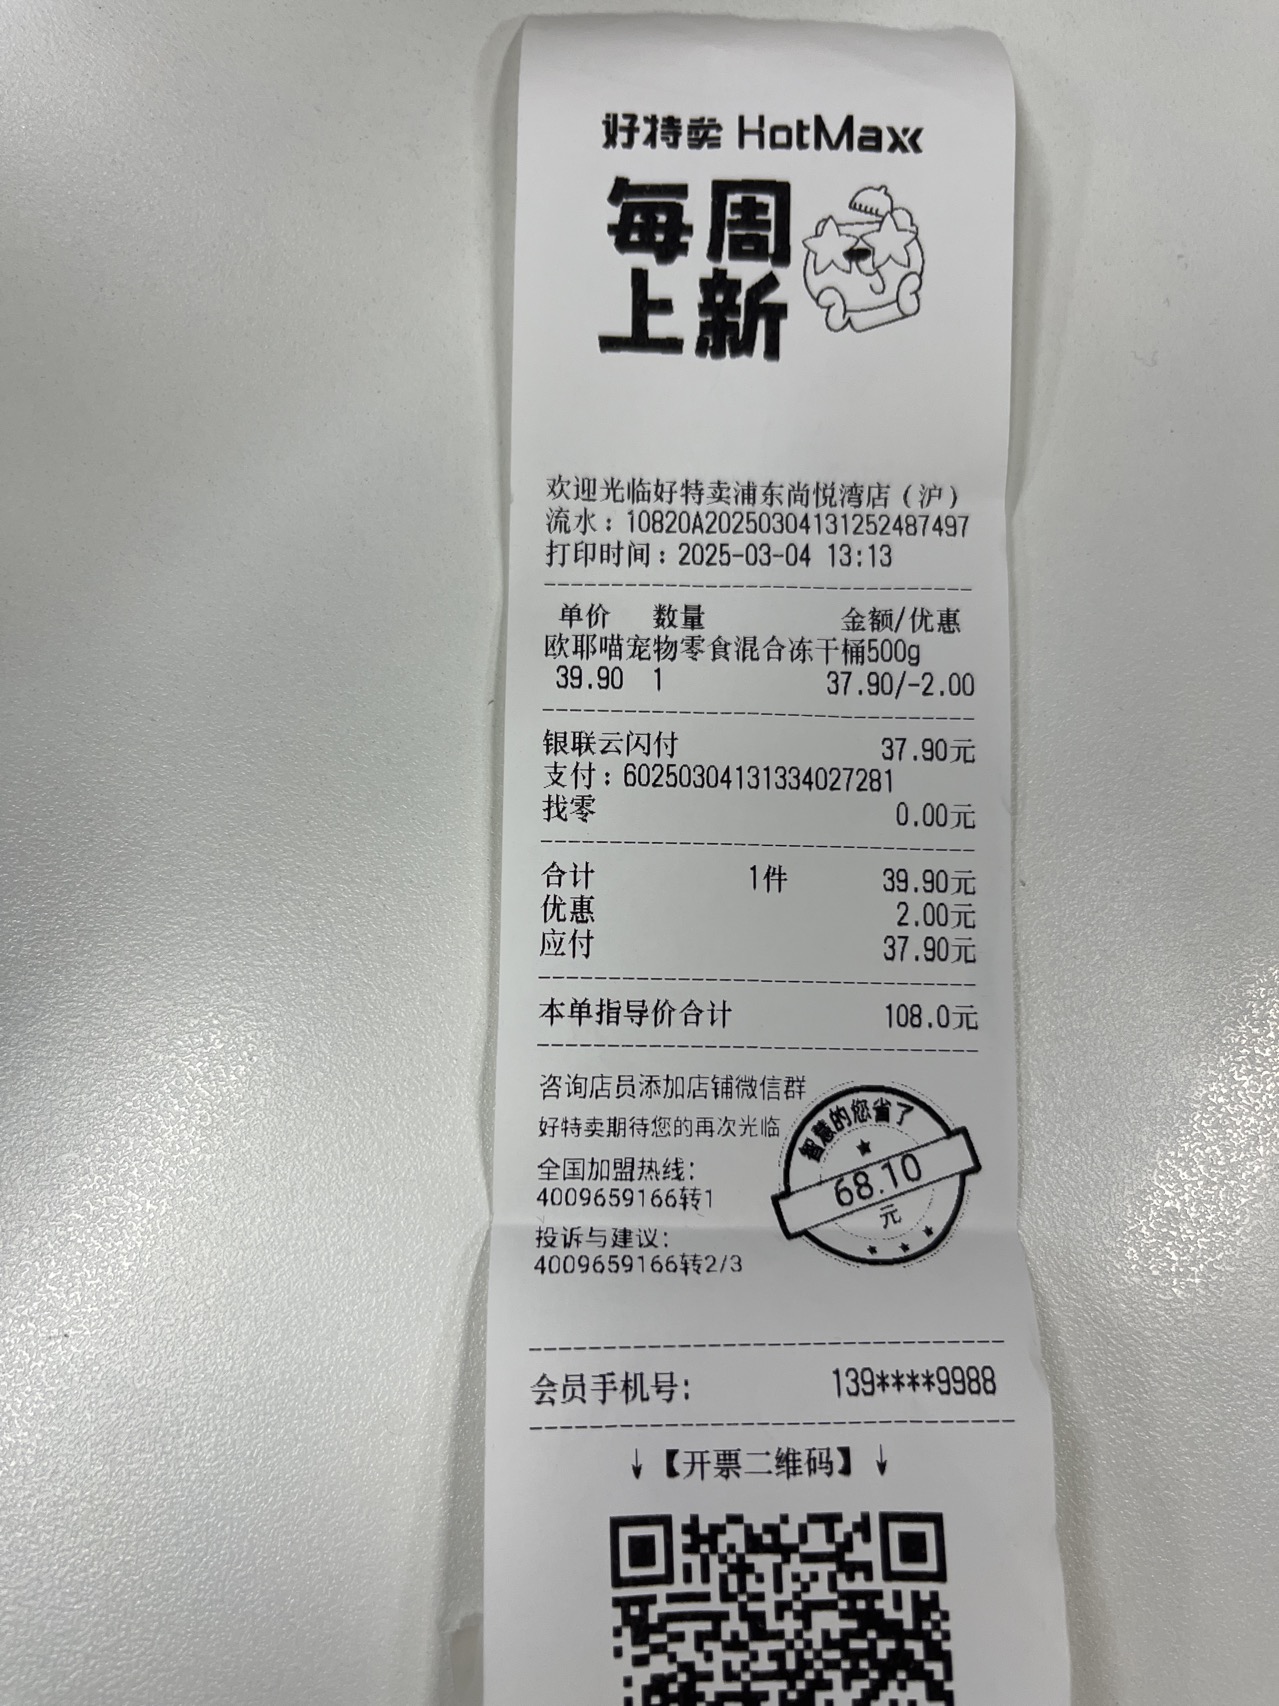 好特卖 HotMaxx
每周
上新
欢迎光临好特卖浦东尚悦湾店（沪）
流水：10820A20250304131252487497
打印时间：2025-03-04 13:13
单价 数量 金额/优惠
欧耶喵宠物零食混合冻干桶500g
39.90 1 37.90/-2.00
银联云闪付 37.90元
支付：60250304131334027281
找零 0.00元
合计 1件 39.90元
优惠 2.00元
应付 37.90元
本单指导价合计 108.0元
咨询店员添加店铺微信群
好特卖期待您的再次光临
全国加盟热线：
4009659166转1
投诉与建议：
4009659166转2/3
智慧的您省了
68.10
元
会员手机号： 139****9988
↓【开票二维码】↓